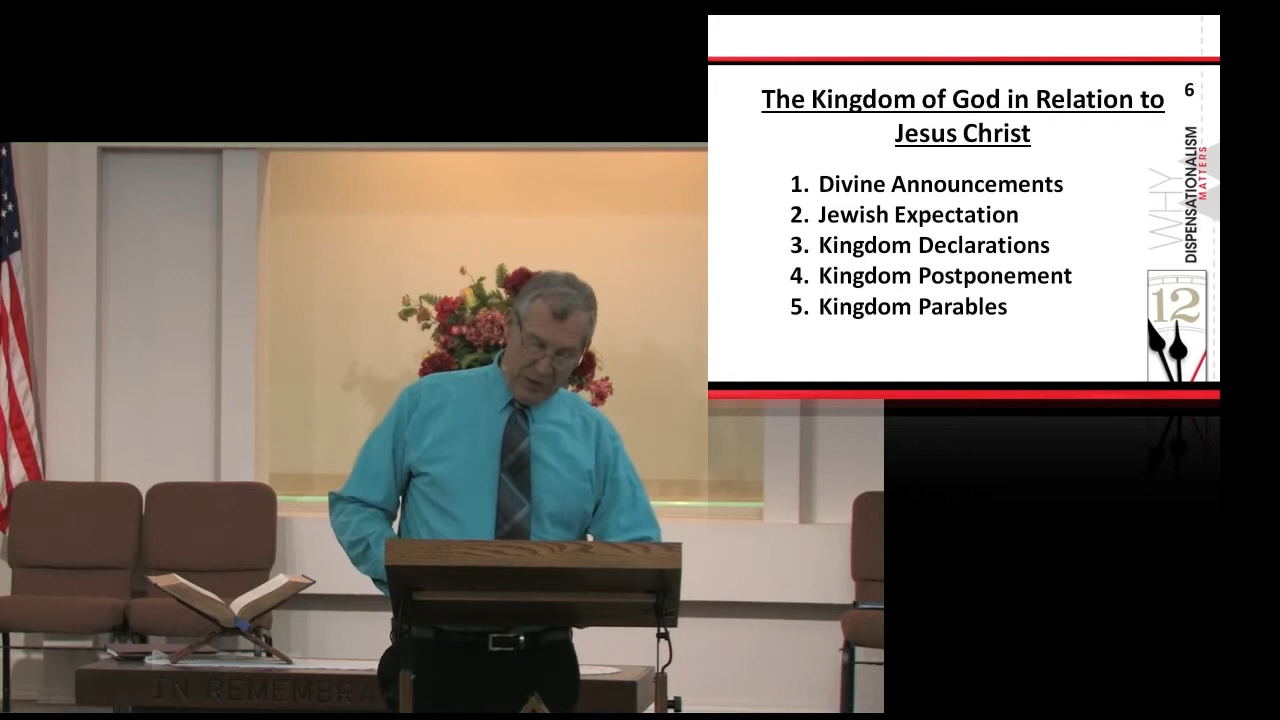 The Kingdom of God in Relation to
Jesus Christ
6
1. Divine Announcements
2. Jewish Expectation
3. Kingdom Declarations
4. Kingdom Postponement
5. Kingdom Parables
WHY
DISPENSATIONALISM
MATTERS
12
IN REMEMBRA